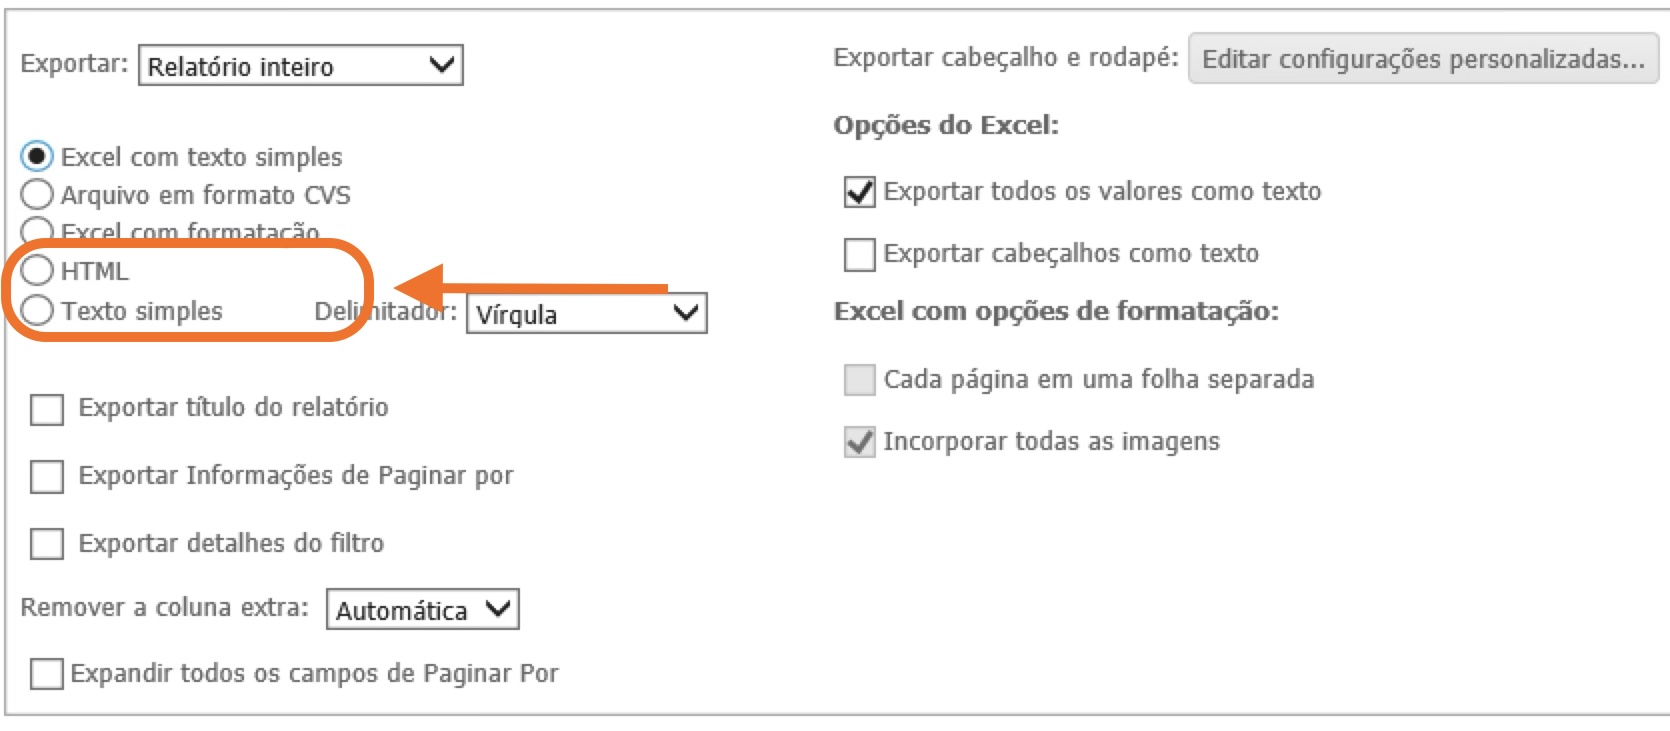 Exportar: Relatório inteiro
Excel com texto simples
Arquivo em formato CVS
Excel com formatação
HTML
Texto simples Delimitador: Vírgula
Exportar título do relatório
Exportar Informações de Paginar por
Exportar detalhes do filtro
Remover a coluna extra: Automática
Expandir todos os campos de Paginar Por
Exportar cabeçalho e rodapé: Editar configurações personalizadas...
Opções do Excel:
Exportar todos os valores como texto
Exportar cabeçalhos como texto
Excel com opções de formatação:
Cada página em uma folha separada
Incorporar todas as imagens